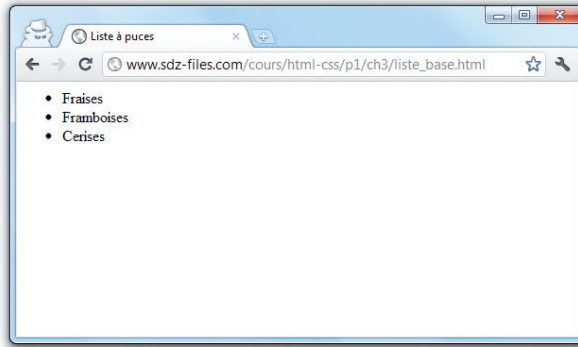 Liste à puces
www.sdz-files.com/cours/html-css/p1/ch3/liste_base.html
Fraises
Framboises
Cerises